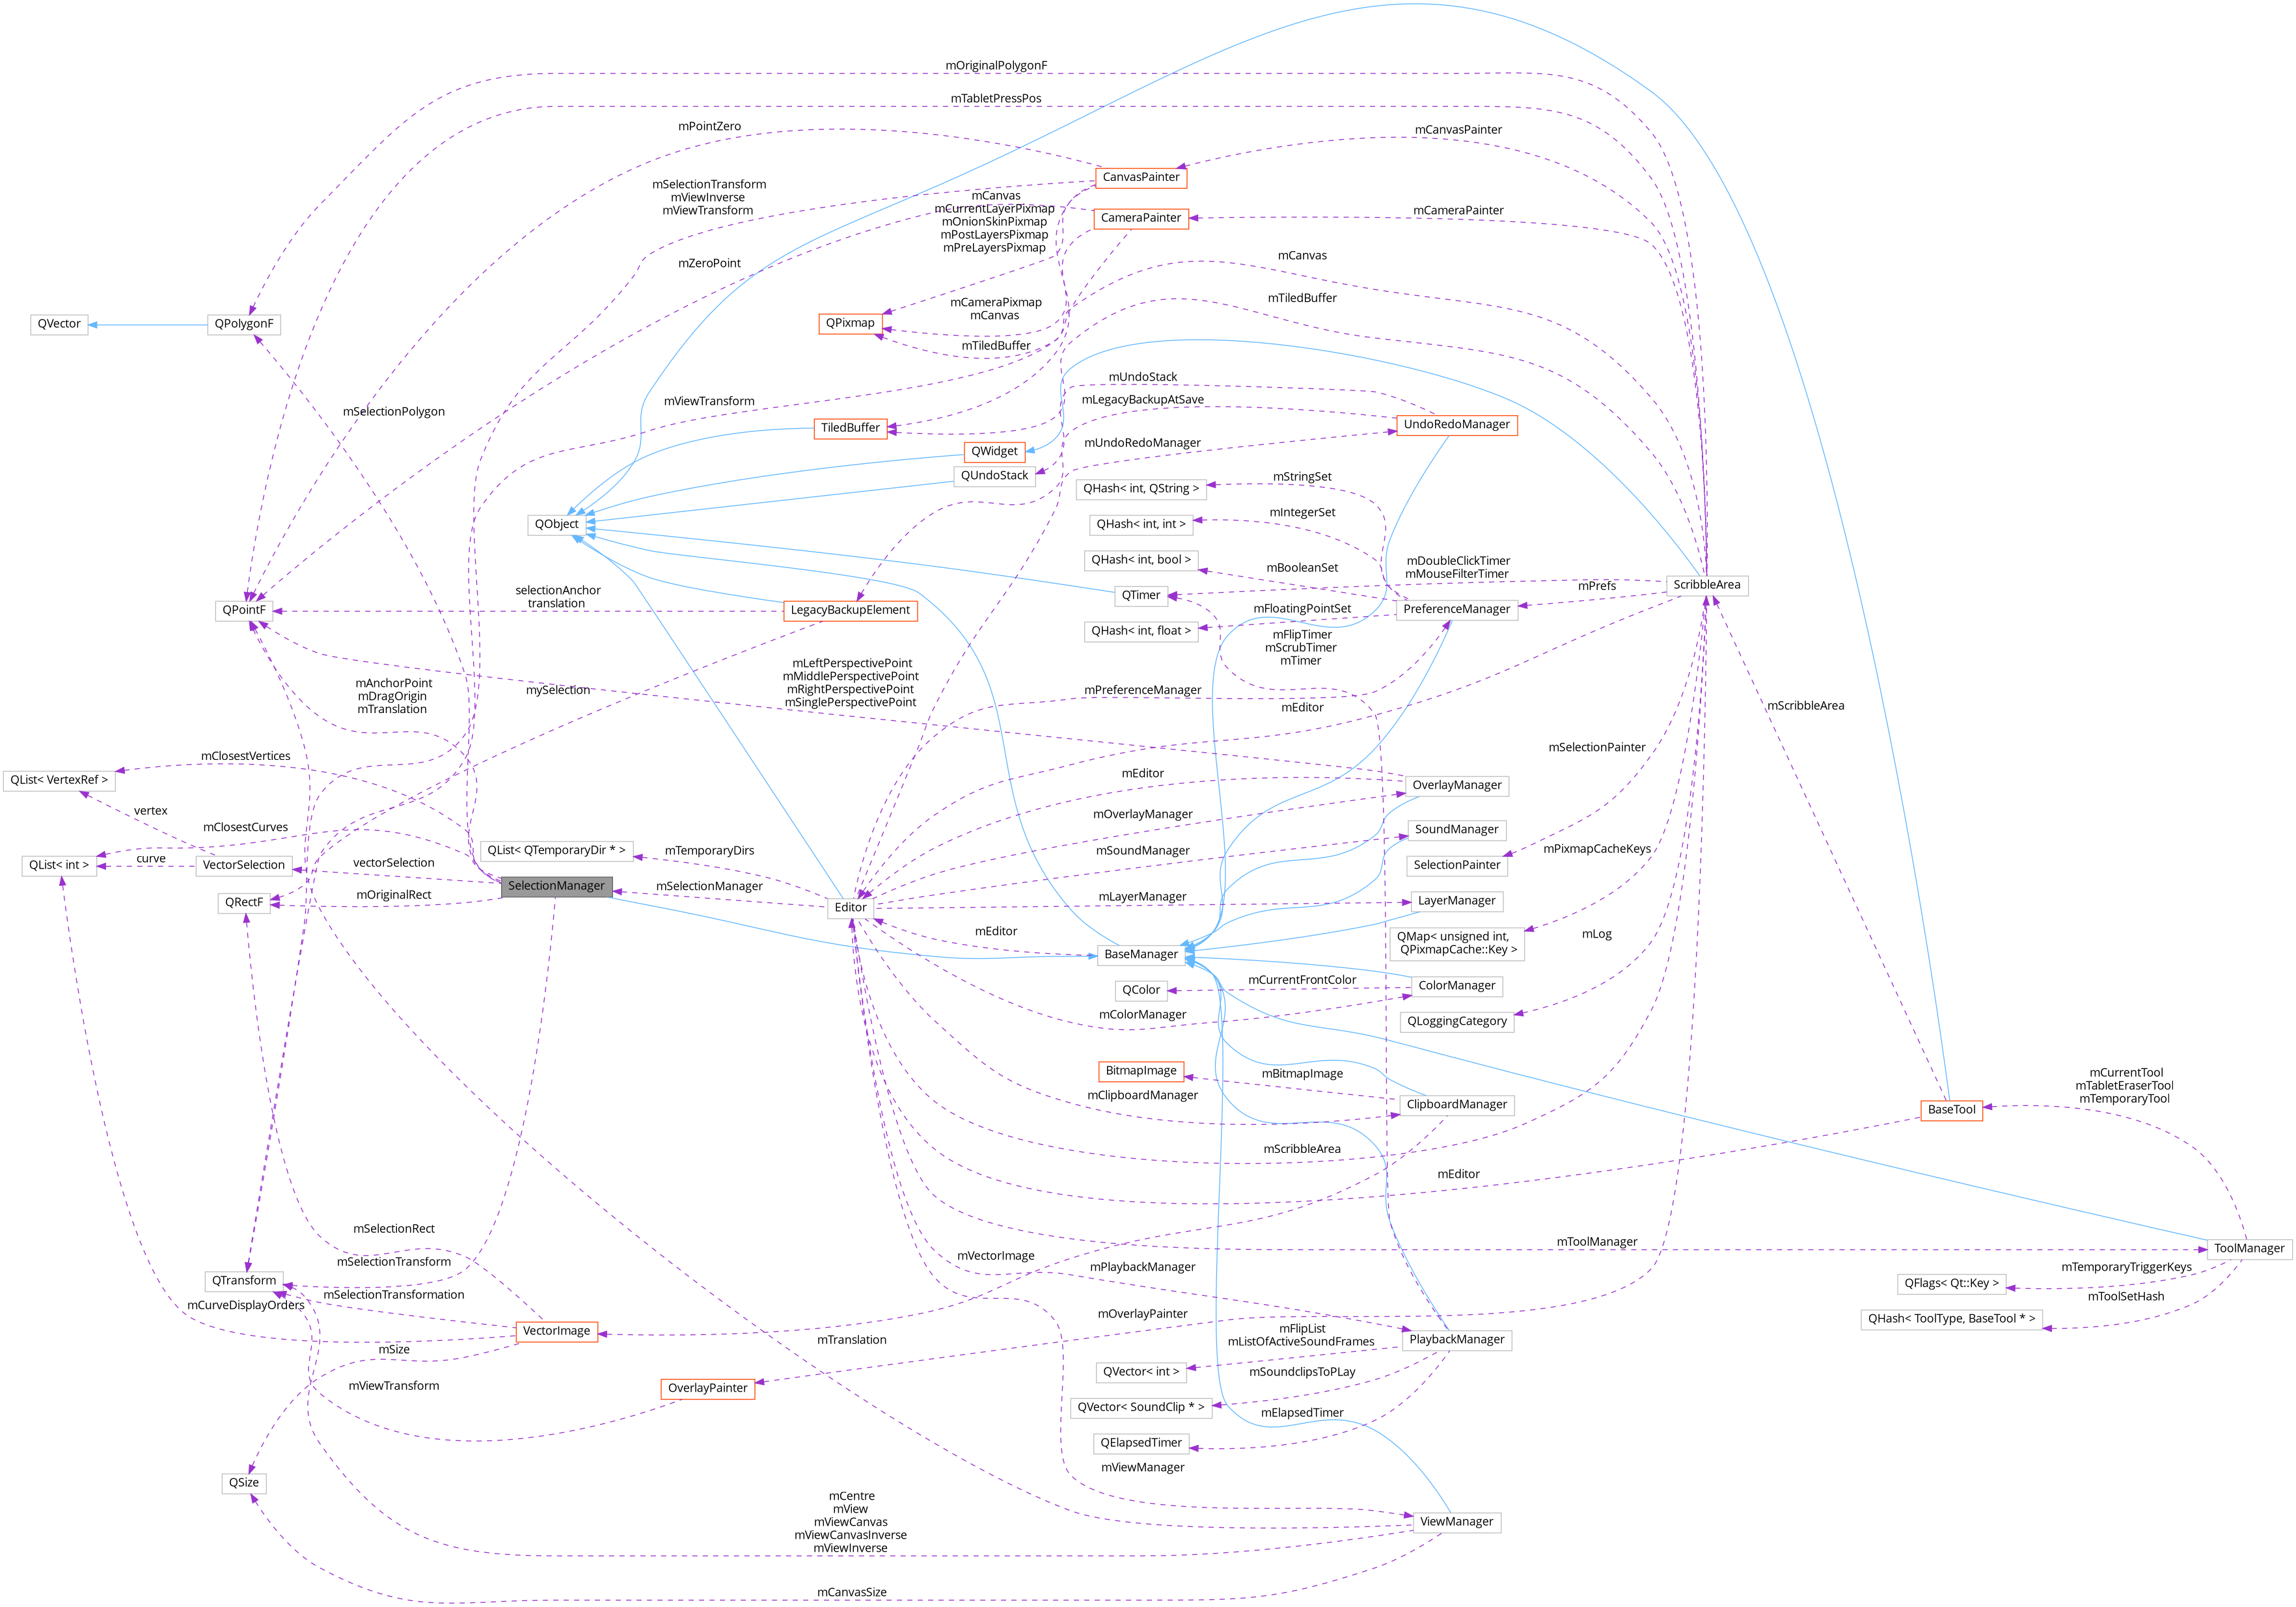 mOriginalPolygonF
mTabletPressPos
mPointZero
mCanvasPainter
CanvasPainter
mSelectionTransform
mViewInverse
mViewTransform
mCanvas
mCurrentLayerPixmap
mOnionSkinPixmap
mPostLayersPixmap
mPreLayersPixmap
CameraPainter
mCameraPainter
mZeroPoint
mCanvas
mTiledBuffer
mCameraPixmap
mCanvas
QVector
QPolygonF
QPixmap
mTiledBuffer
mUndoStack
mViewTransform
mLegacyBackupAtSave
mSelectionPolygon
TiledBuffer
UndoRedoManager
mUndoRedoManager
QWidget
QUndoStack
mStringSet
QHash< int, QString >
mIntegerSet
QObject
QHash< int, int >
QHash< int, bool >
mBooleanSet
mDoubleClickTimer
mMouseFilterTimer
ScribbleArea
mPrefs
QTimer
selectionAnchor
translation
QPointF
LegacyBackupElement
mFloatingPointSet
PreferenceManager
QHash< int, float >
mFlipTimer
mScrubTimer
mTimer
mLeftPerspectivePoint
mMiddlePerspectivePoint
mRightPerspectivePoint
mSinglePerspectivePoint
mAnchorPoint
mDragOrigin
mTranslation
mySelection
mPreferenceManager
mEditor
mScribbleArea
mSelectionPainter
mClosestVertices
QList< VertexRef >
mEditor
OverlayManager
vertex
mOverlayManager
mClosestCurves
SoundManager
mSoundManager
QList< QTemporaryDir * >
mTemporaryDirs
mPixmapCacheKeys
QList< int >
curve
VectorSelection
vectorSelection
SelectionPainter
SelectionManager
mSelectionManager
mOriginalRect
QRectF
Editor
mLayerManager
LayerManager
mEditor
QMap< unsigned int,
QPixmapCache::Key >
mLog
BaseManager
mCurrentFrontColor
ColorManager
QColor
mColorManager
QLoggingCategory
BitmapImage
mBitmapImage
mClipboardManager
ClipboardManager
mCurrentTool
mTabletEraserTool
mTemporaryTool
BaseTool
mScribbleArea
mEditor
mSelectionRect
mVectorImage
mToolManager
ToolManager
mSelectionTransform
QTransform
mPlaybackManager
mTemporaryTriggerKeys
QFlags< Qt::Key >
mSelectionTransformation
mCurveDisplayOrders
mToolSetHash
mOverlayPainter
QHash< ToolType, BaseTool * >
VectorImage
mTranslation
mFlipList
mListOfActiveSoundFrames
PlaybackManager
mSize
QVector< int >
mSoundclipsToPLay
mViewTransform
OverlayPainter
QVector< SoundClip * >
mElapsedTimer
QElapsedTimer
mViewManager
QSize
mCentre
mView
mViewCanvas
mViewCanvasInverse
mViewInverse
ViewManager
mCanvasSize